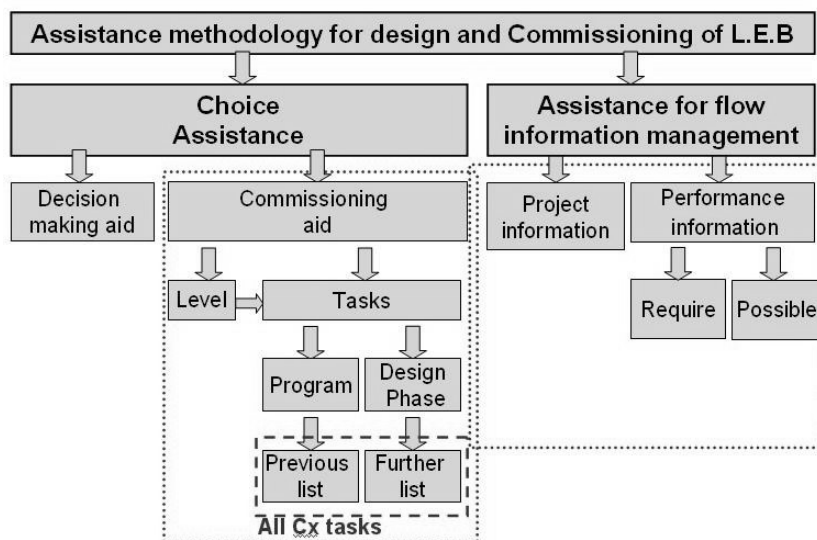 Assistance methodology for design and Commissioning of L.E.B
Choice
Assistance
Assistance for flow
information management
Decision
making aid
Commissioning
aid
Project
information
Performance
information
Level
Tasks
Require
Possible
Program
Design
Phase
Previous
list
Further
list
All Cx tasks